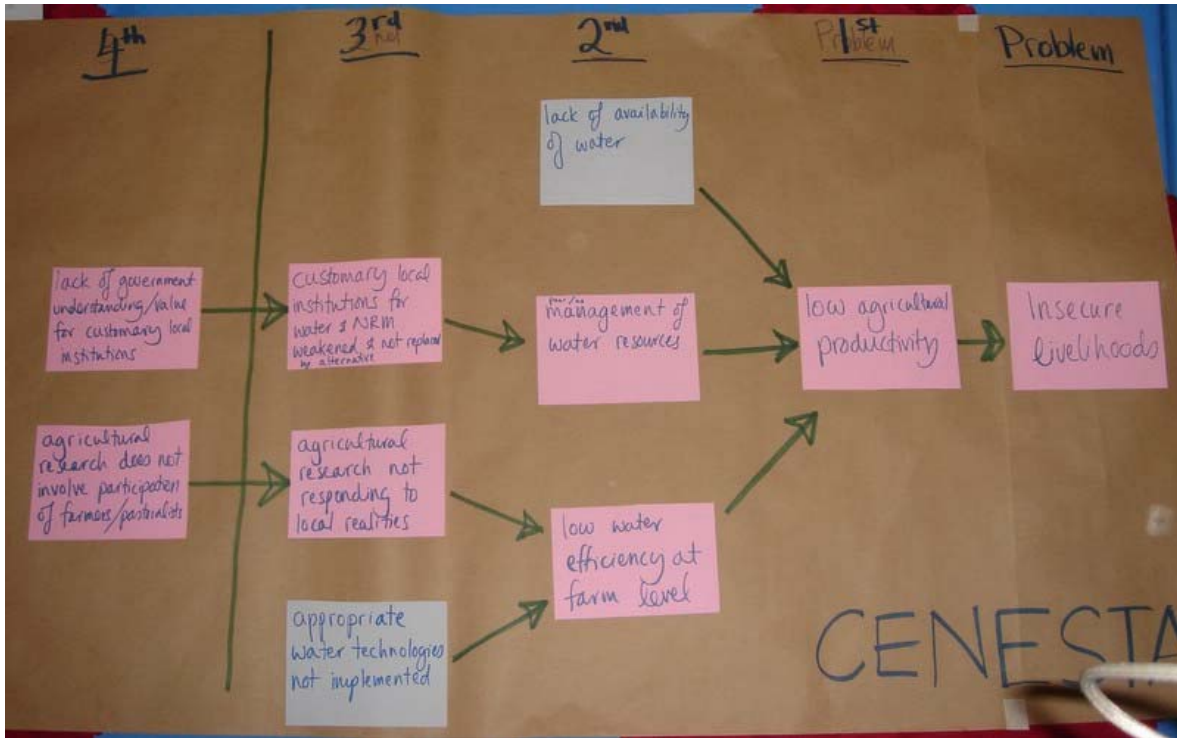 4th
3rd
2nd
1st
Problem
Problem
lack of availability
of water
lack of government
understanding/value
for customary local
institutions
customary local
institutions for
water & NRM
weakened & not replaced
by alternative
management of
water resources
low agricultural
productivity
Insecure
livelihoods
agricultural
research does not
involve participation
of farmers/pastoralists
agricultural
research not
responding to
local realities
low water
efficiency at
farm level
appropriate
water technologies
not implemented
CENESTA